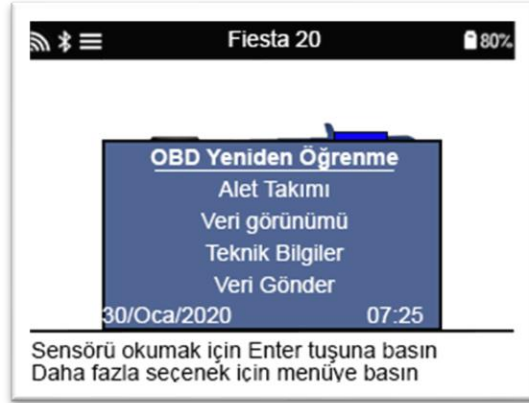 Fiesta 20
80%
OBD Yeniden Öğrenme
Alet Takımı
Veri görünümü
Teknik Bilgiler
Veri Gönder
30/Oca/2020 07:25
Sensörü okumak için Enter tuşuna basın
Daha fazla seçenek için menüye basın